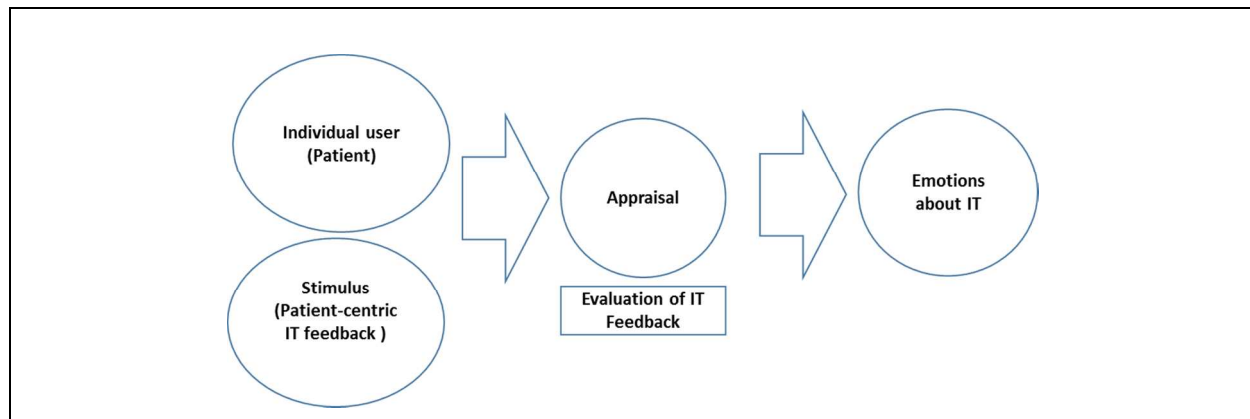 Individual user
(Patient)
Stimulus
(Patient-centric
IT feedback )
Appraisal
Evaluation of IT
Feedback
Emotions
about IT